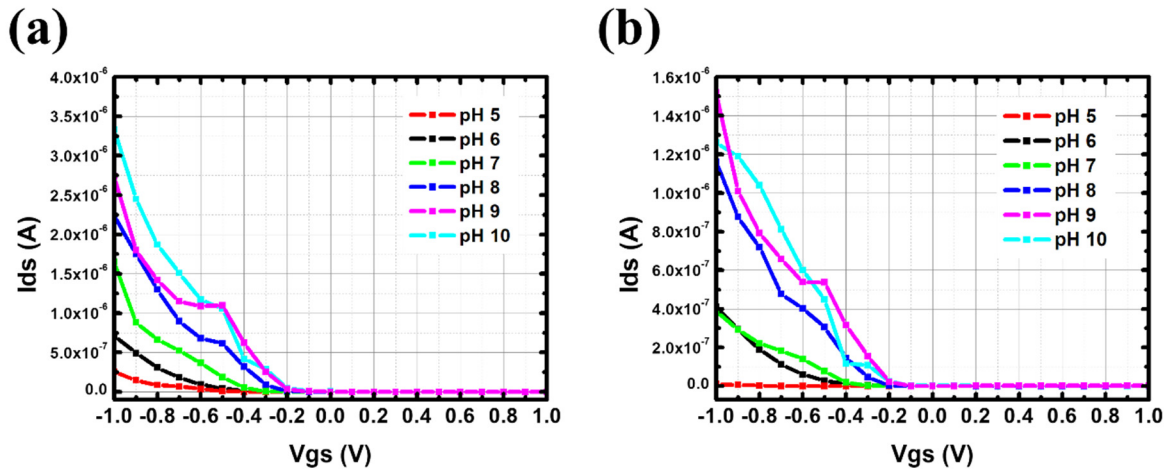 (a)
4.0x10⁻⁶
3.5x10⁻⁶
3.0x10⁻⁶
2.5x10⁻⁶
2.0x10⁻⁶
1.5x10⁻⁶
1.0x10⁻⁶
5.0x10⁻⁷
0.0
Ids (A)
pH 5
pH 6
pH 7
pH 8
pH 9
pH 10
-1.0 -0.8 -0.6 -0.4 -0.2 0.0 0.2 0.4 0.6 0.8 1.0
Vgs (V)
(b)
1.6x10⁻⁶
1.4x10⁻⁶
1.2x10⁻⁶
1.0x10⁻⁶
8.0x10⁻⁷
6.0x10⁻⁷
4.0x10⁻⁷
2.0x10⁻⁷
0.0
Ids (A)
pH 5
pH 6
pH 7
pH 8
pH 9
pH 10
-1.0 -0.8 -0.6 -0.4 -0.2 0.0 0.2 0.4 0.6 0.8 1.0
Vgs (V)